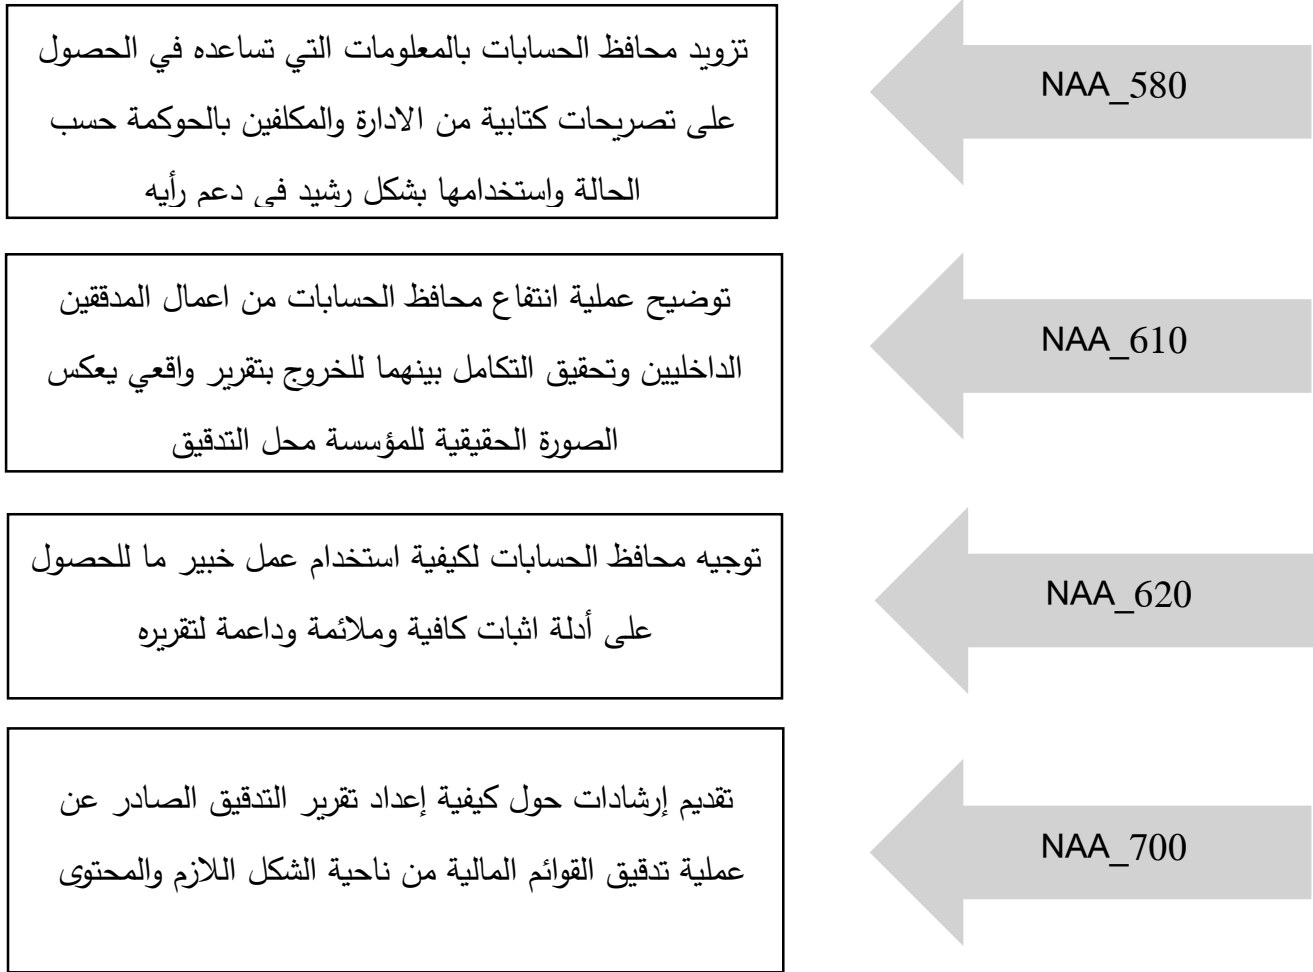 NAA_580
تزويد محافظ الحسابات بالمعلومات التي تساعده في الحصول
على تصريحات كتابية من الادارة والمكلفين بالحوكمة حسب
الحالة واستخدامها بشكل رشيد في دعم رأيه
NAA_610
توضيح عملية انتفاع محافظ الحسابات من اعمال المدققين
الداخليين وتحقيق التكامل بينهما للخروج بتقرير واقعي يعكس
الصورة الحقيقية للمؤسسة محل التدقيق
NAA_620
توجيه محافظ الحسابات لكيفية استخدام عمل خبير ما للحصول
على أدلة اثبات كافية وملائمة وداعمة لتقريره
NAA_700
تقديم إرشادات حول كيفية إعداد تقرير التدقيق الصادر عن
عملية تدقيق القوائم المالية من ناحية الشكل اللازم والمحتوى